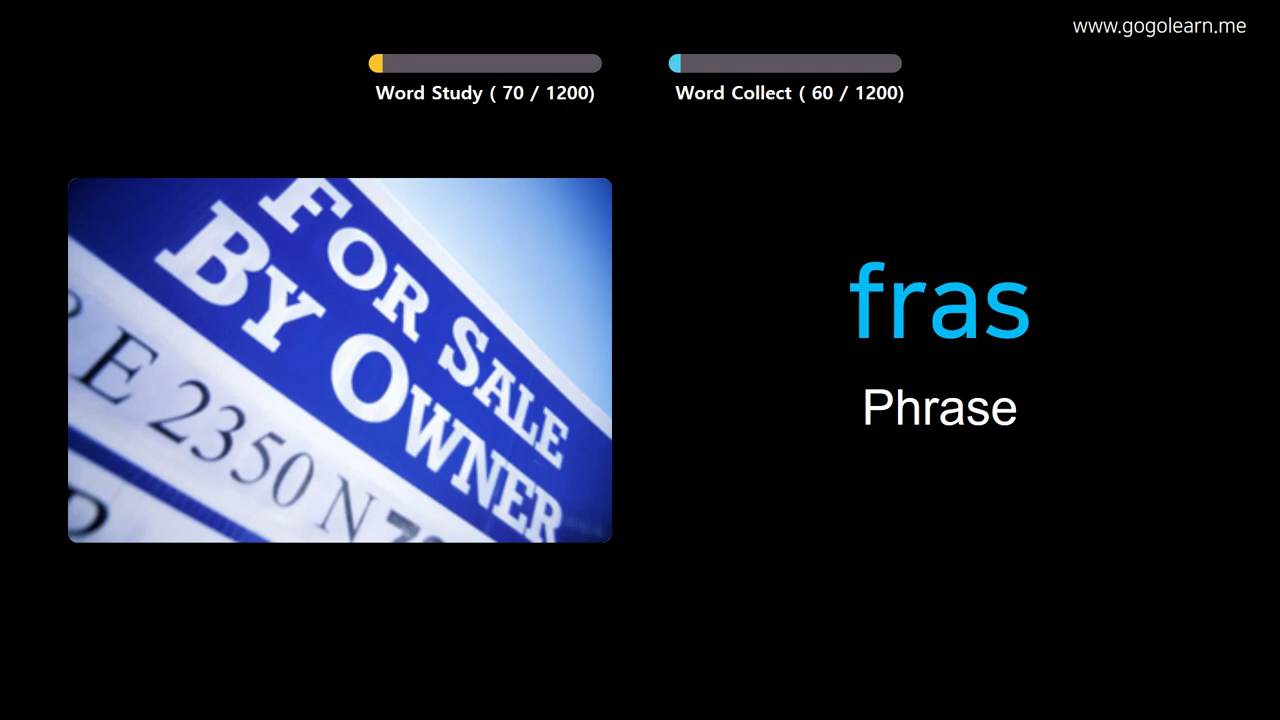 www.gogolearn.me
Word Study ( 70 / 1200)
Word Collect ( 60 / 1200)
FOR SALE
BY OWNER
E 2350 N
fras
Phrase